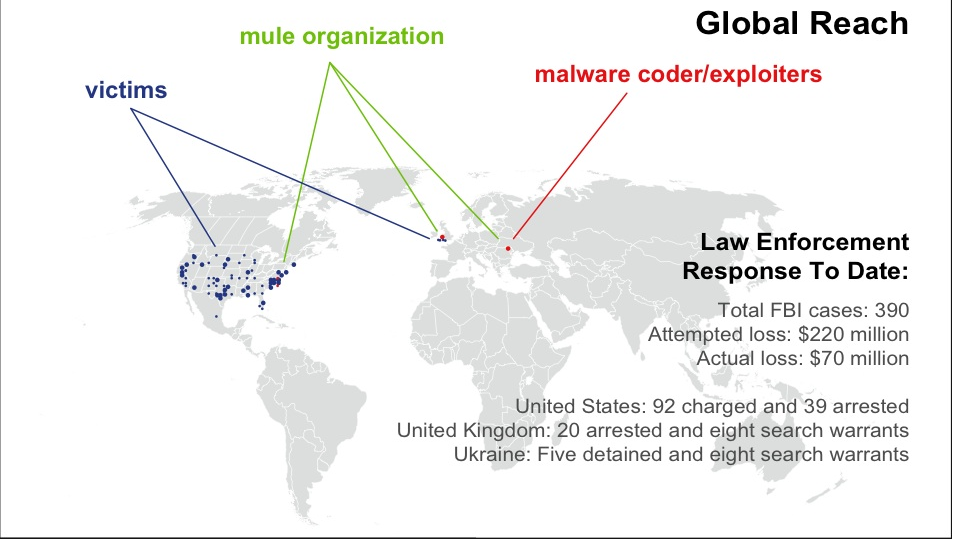 Global Reach
mule organization
malware coder/exploiters
victims
Law Enforcement
Response To Date:
Total FBI cases: 390
Attempted loss: $220 million
Actual loss: $70 million
United States: 92 charged and 39 arrested
United Kingdom: 20 arrested and eight search warrants
Ukraine: Five detained and eight search warrants